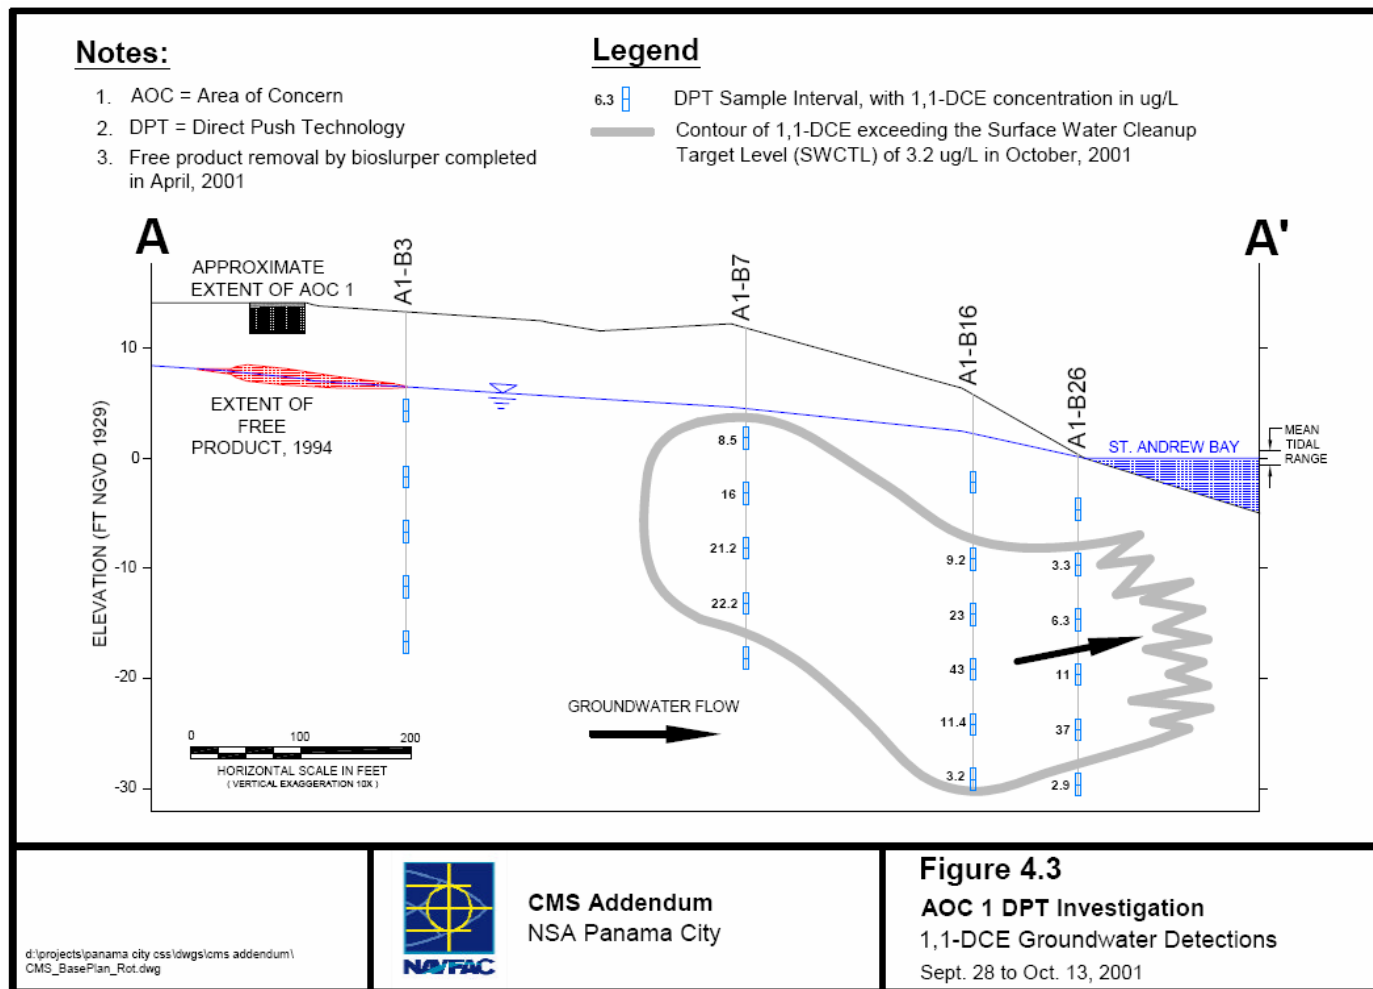 Notes:
1. AOC = Area of Concern
2. DPT = Direct Push Technology
3. Free product removal by bioslurper completed
in April, 2001
Legend
6.3
DPT Sample Interval, with 1,1-DCE concentration in ug/L
Contour of 1,1-DCE exceeding the Surface Water Cleanup
Target Level (SWCTL) of 3.2 ug/L in October, 2001
A
A'
APPROXIMATE
EXTENT OF AOC 1
A1-B3
A1-B7
A1-B16
A1-B26
EXTENT OF
FREE
PRODUCT, 1994
ST. ANDREW BAY
MEAN
TIDAL
RANGE
ELEVATION (FT NGVD 1929)
10
0
-10
-20
-30
8.5
16
21.2
22.2
9.2
23
43
11.4
3.2
3.3
6.3
11
37
2.9
GROUNDWATER FLOW
0 100 200
HORIZONTAL SCALE IN FEET
( VERTICAL EXAGGERATION 10X )
d:\projects\panama city css\dwgs\cms addendum\
CMS_BasePlan_Rot.dwg
NAVFAC
CMS Addendum
NSA Panama City
Figure 4.3
AOC 1 DPT Investigation
1,1-DCE Groundwater Detections
Sept. 28 to Oct. 13, 2001